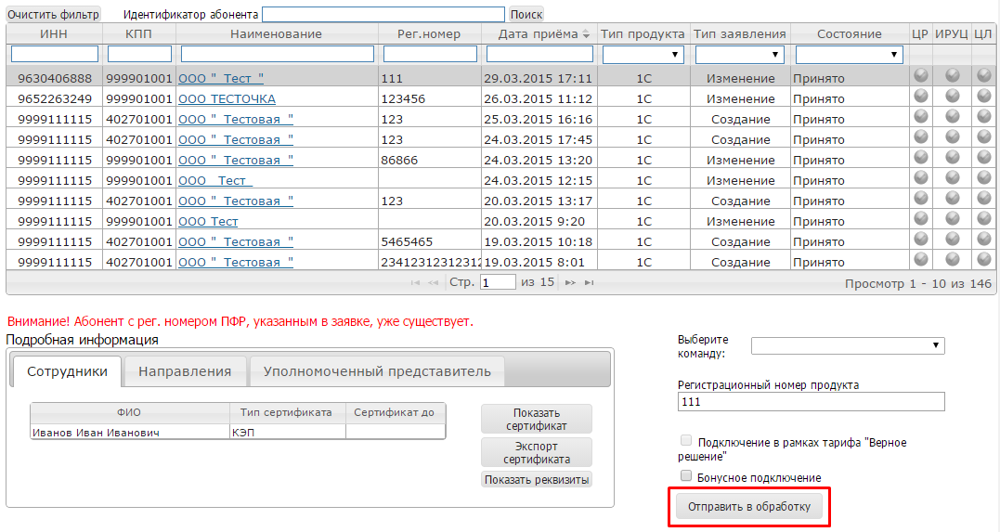 Очистить фильтр Идентификатор абонента Поиск
ИНН КПП Наименование Рег.номер Дата приёма Тип продукта Тип заявления Состояние ЦР ИРУЦ ЦЛ
9630406888 999901001 ООО " Тест " 111 29.03.2015 17:11 1С Изменение Принято
9652263249 999901001 ООО ТЕСТОЧКА 123456 26.03.2015 11:12 1С Изменение Принято
9999111115 402701001 ООО " Тестовая " 123 25.03.2015 16:16 1С Создание Принято
9999111115 402701001 ООО " Тестовая " 123 24.03.2015 17:45 1С Создание Принято
9999111115 999901001 ООО " Тестовая " 86866 24.03.2015 13:20 1С Изменение Принято
9999111115 999901001 ООО Тест 24.03.2015 12:15 1С Изменение Принято
9999111115 402701001 ООО " Тестовая " 123 20.03.2015 13:17 1С Создание Принято
9999111115 999901001 ООО Тест 20.03.2015 9:20 1С Изменение Принято
9999111115 402701001 ООО " Тестовая " 5465465 19.03.2015 10:18 1С Создание Принято
9999111115 402701001 ООО " Тестовая " 23412312312312 19.03.2015 8:01 1С Создание Принято
Стр. 1 из 15 Просмотр 1 - 10 из 146
Внимание! Абонент с рег. номером ПФР, указанным в заявке, уже существует.
Подробная информация
Сотрудники Направления Уполномоченный представитель
ФИО Тип сертификата Сертификат до
Иванов Иван Иванович КЭП
Показать
сертификат
Экспорт
сертификата
Показать реквизиты
Выберите
команду:
Регистрационный номер продукта
111
Подключение в рамках тарифа "Верное
решение"
Бонусное подключение
Отправить в обработку